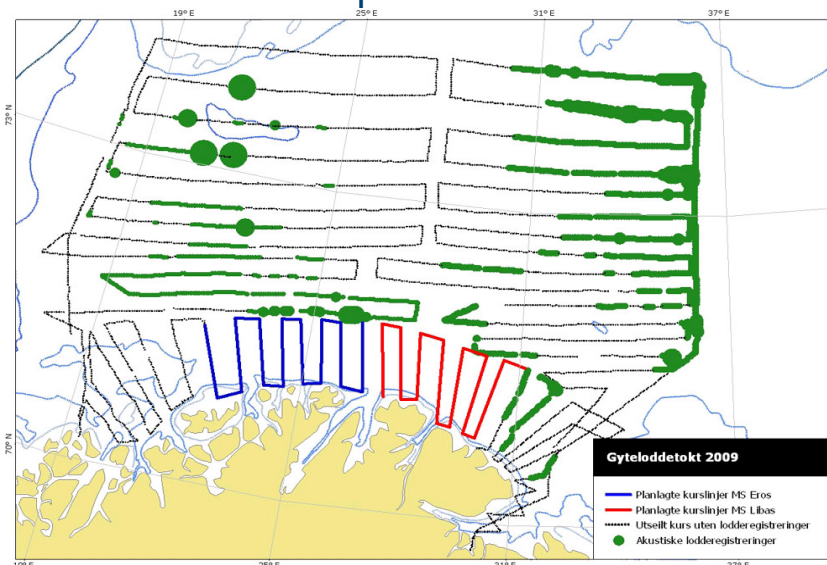 19°E 25°E 31°E 37°E
73°N
70°N
Gyteloddetokt 2009
Planlagte kurslinjer MS Eros
Planlagte kurslinjer MS Libas
Utseilt kurs uten lodderegistreringer
Akustiske lodderegistreringer